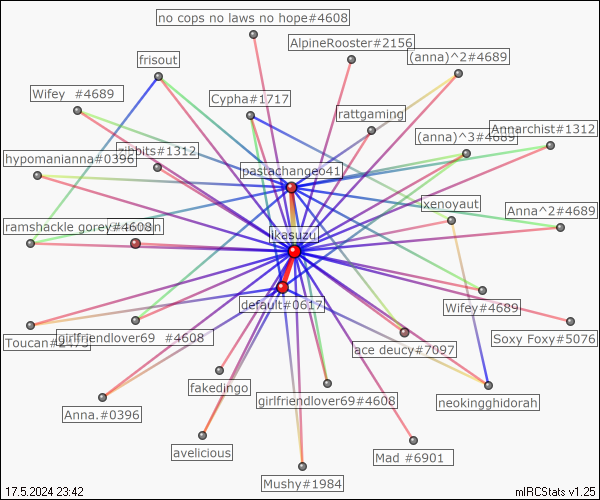 no cops no laws no hope#4608
AlpineRooster#2156
frisout
(anna)^2#4689
Wifey  #4689
Cypha#1717
rattgaming
Annarchist#1312
(anna)^3#4689
zibbits#1312
hypomanianna#0396
pastachange041
xenoyaut
Anna^2#4689
ramshackle gorey#4608
ikasuzu
default#0617
Wifey#4689
Toucan#2475
girlfriendlover69  #4608
ace deucy#7097
Soxy Foxy#5076
fakedingo
girlfriendlover69#4608
neokingghidorah
Anna.#0396
avelicious
Mad #6901
Mushy#1984
17.5.2024 23:42
mIRCStats v1.25